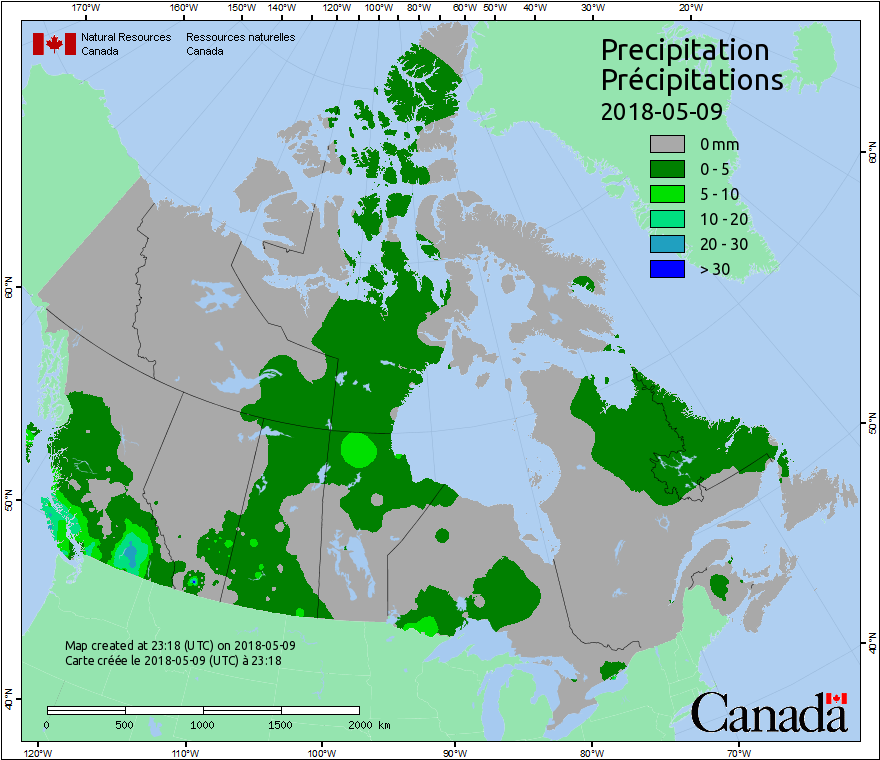 170°W 160°W 150°W 140°W 130°W 120°W 110°W 100°W 90°W 80°W 60°W 50°W 40°W 30°W 20°W
Natural Resources Ressources naturelles
Canada Canada
Precipitation
Précipitations
2018-05-09
0 mm
0 - 5
5 - 10
10 - 20
20 - 30
> 30
60°N
60°N
50°N
50°N
40°N
40°N
Map created at 23:18 (UTC) on 2018-05-09
Carte créée le 2018-05-09 (UTC) à 23:18
0 500 1000 1500 2000 km
Canada
120°W 110°W 100°W 90°W 80°W 70°W